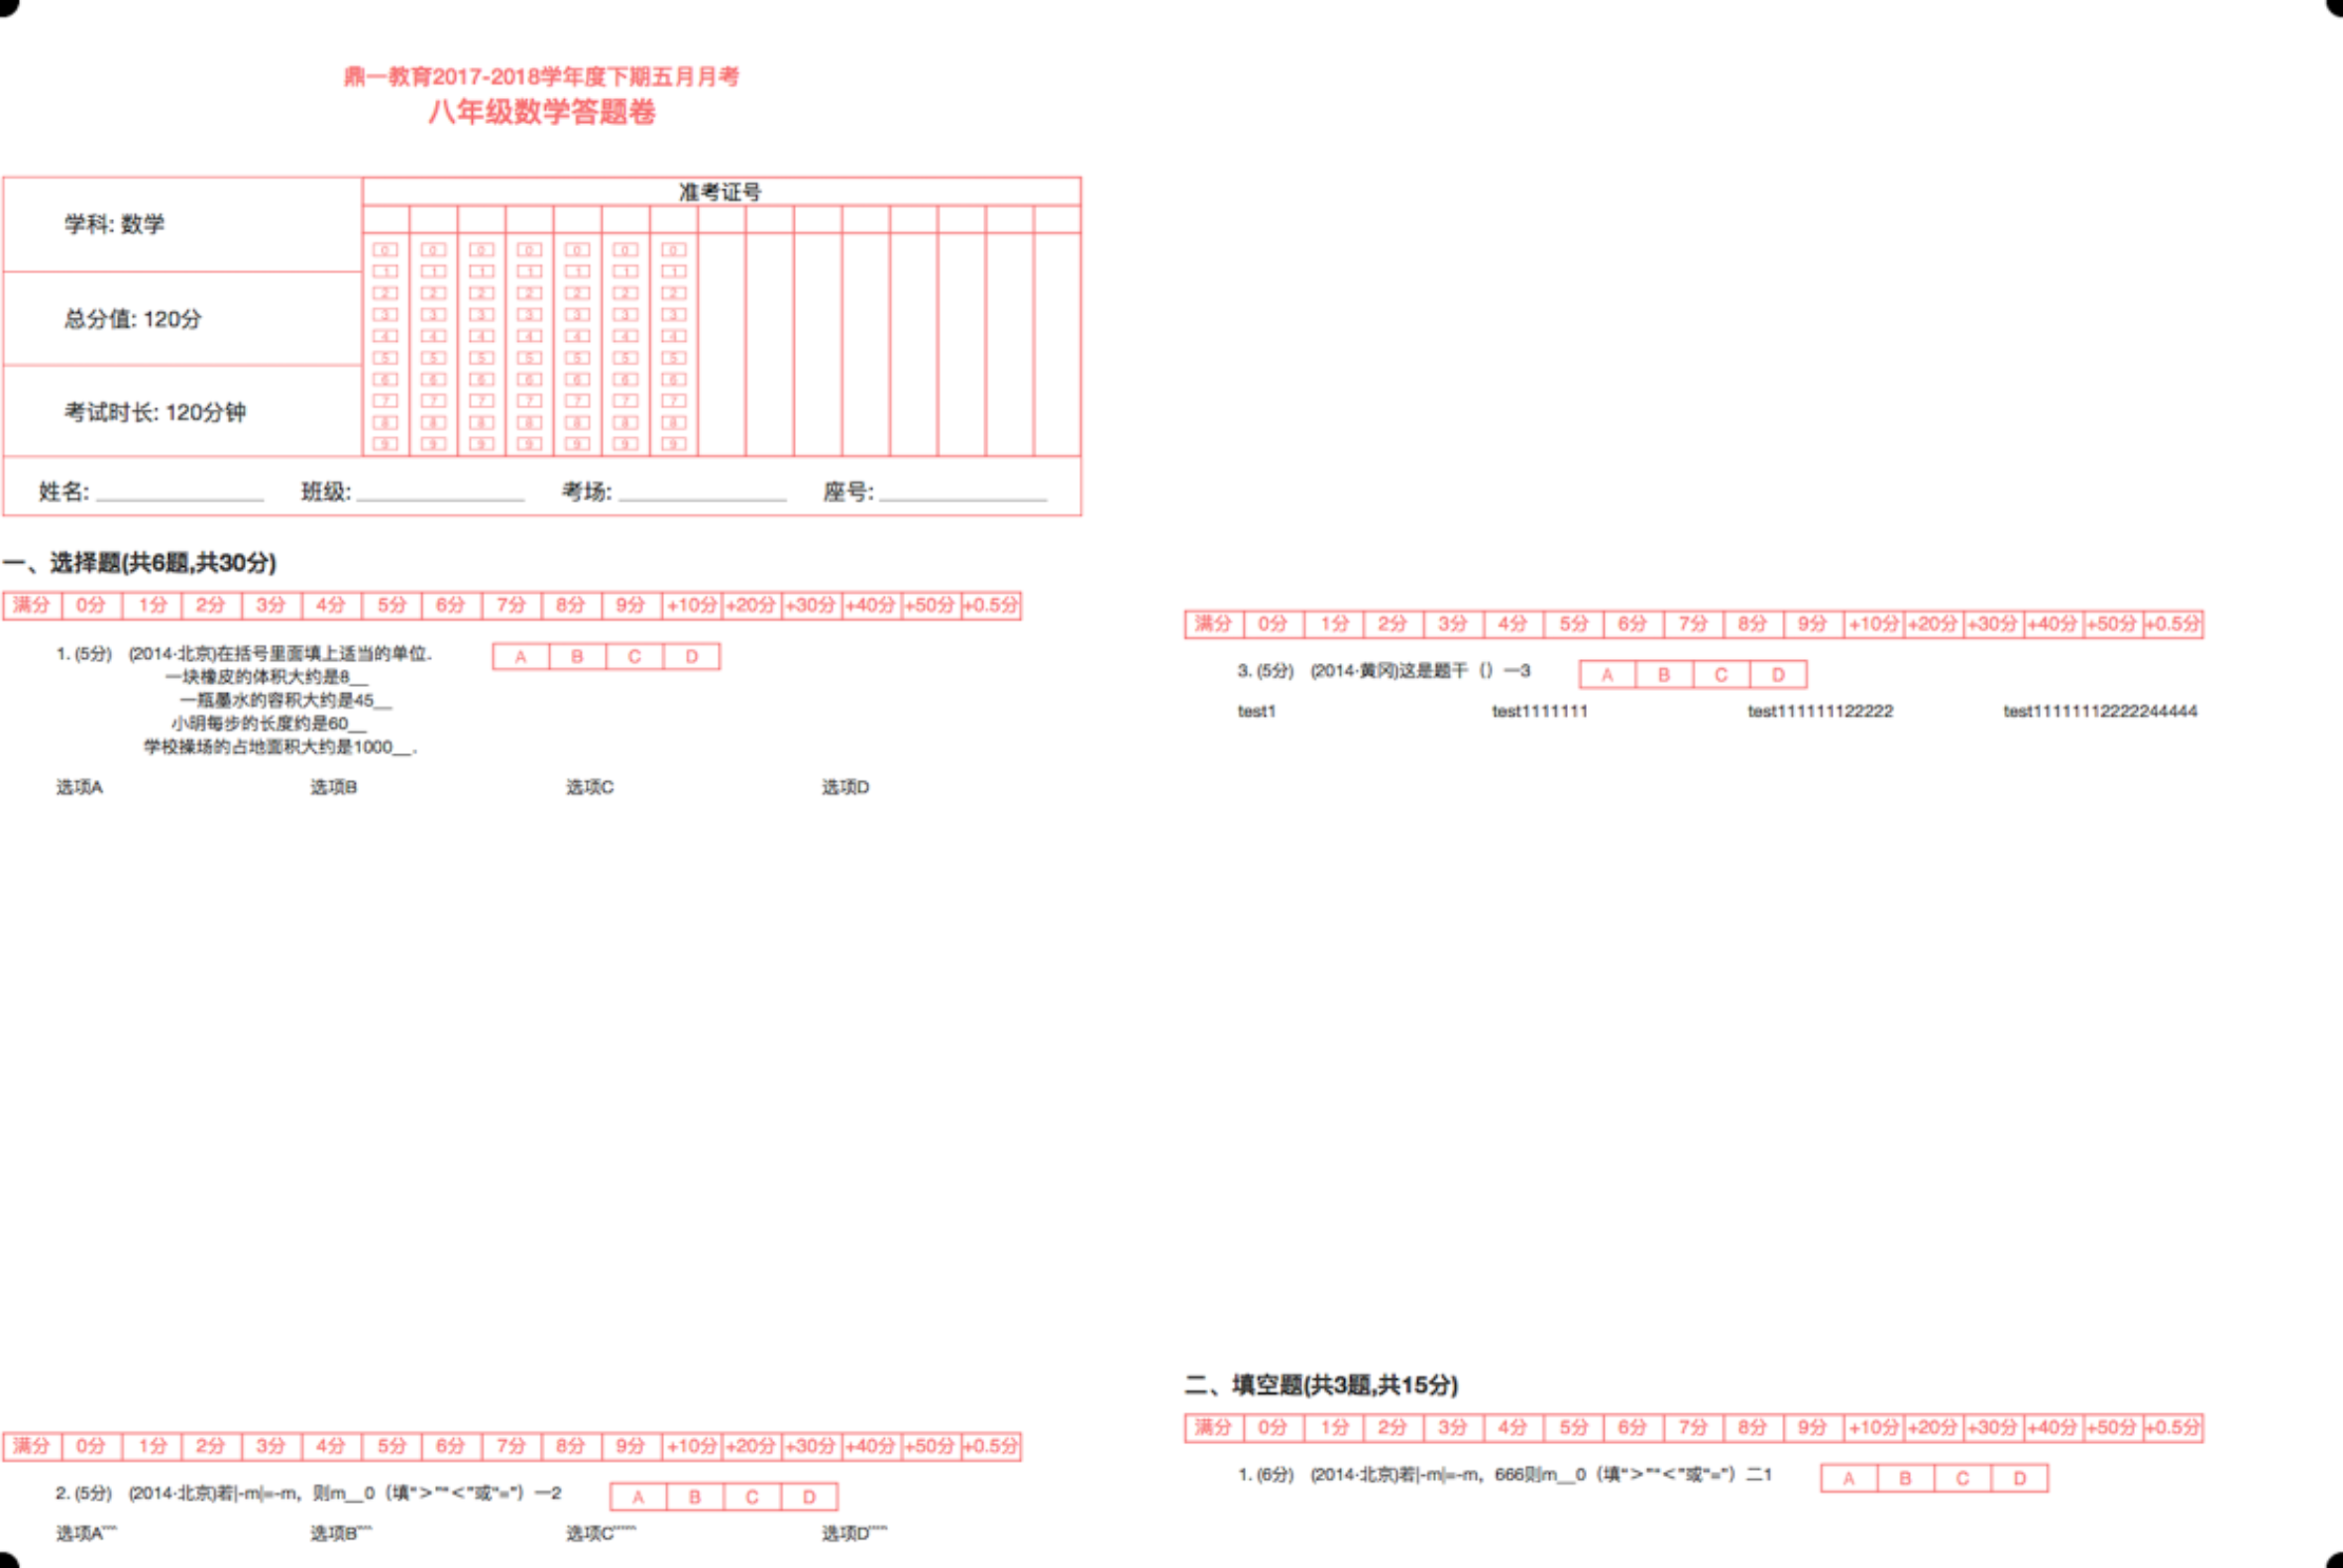 鼎一教育2017-2018学年度下期五月月考
八年级数学答题卷
准考证号
学科: 数学
总分值: 120分
考试时长: 120分钟
0 0 0 0 0 0 0
1 1 1 1 1 1 1
2 2 2 2 2 2 2
3 3 3 3 3 3 3
4 4 4 4 4 4 4
5 5 5 5 5 5 5
6 6 6 6 6 6 6
7 7 7 7 7 7 7
8 8 8 8 8 8 8
9 9 9 9 9 9 9
姓名: 班级: 考场: 座号:
一、选择题(共6题,共30分)
满分 0分 1分 2分 3分 4分 5分 6分 7分 8分 9分 +10分 +20分 +30分 +40分 +50分 +0.5分
1. (5分) (2014·北京)在括号里面填上适当的单位. A B C D
一块橡皮的体积大约是8__
一瓶墨水的容积大约是45__
小明每步的长度约是60__
学校操场的占地面积大约是1000__.
选项A 选项B 选项C 选项D
满分 0分 1分 2分 3分 4分 5分 6分 7分 8分 9分 +10分 +20分 +30分 +40分 +50分 +0.5分
2. (5分) (2014·北京)若|-m|=-m，则m__0（填“>”“<”或“=”）一2 A B C D
选项A 选项B 选项C 选项D
满分 0分 1分 2分 3分 4分 5分 6分 7分 8分 9分 +10分 +20分 +30分 +40分 +50分 +0.5分
3. (5分) (2014·黄冈)这是题干（）一3 A B C D
test1 test1111111 test111111122222 test11111112222244444
二、填空题(共3题,共15分)
满分 0分 1分 2分 3分 4分 5分 6分 7分 8分 9分 +10分 +20分 +30分 +40分 +50分 +0.5分
1. (6分) (2014·北京)若|-m|=-m，666则m__0（填“>”“<”或“=”）二1 A B C D